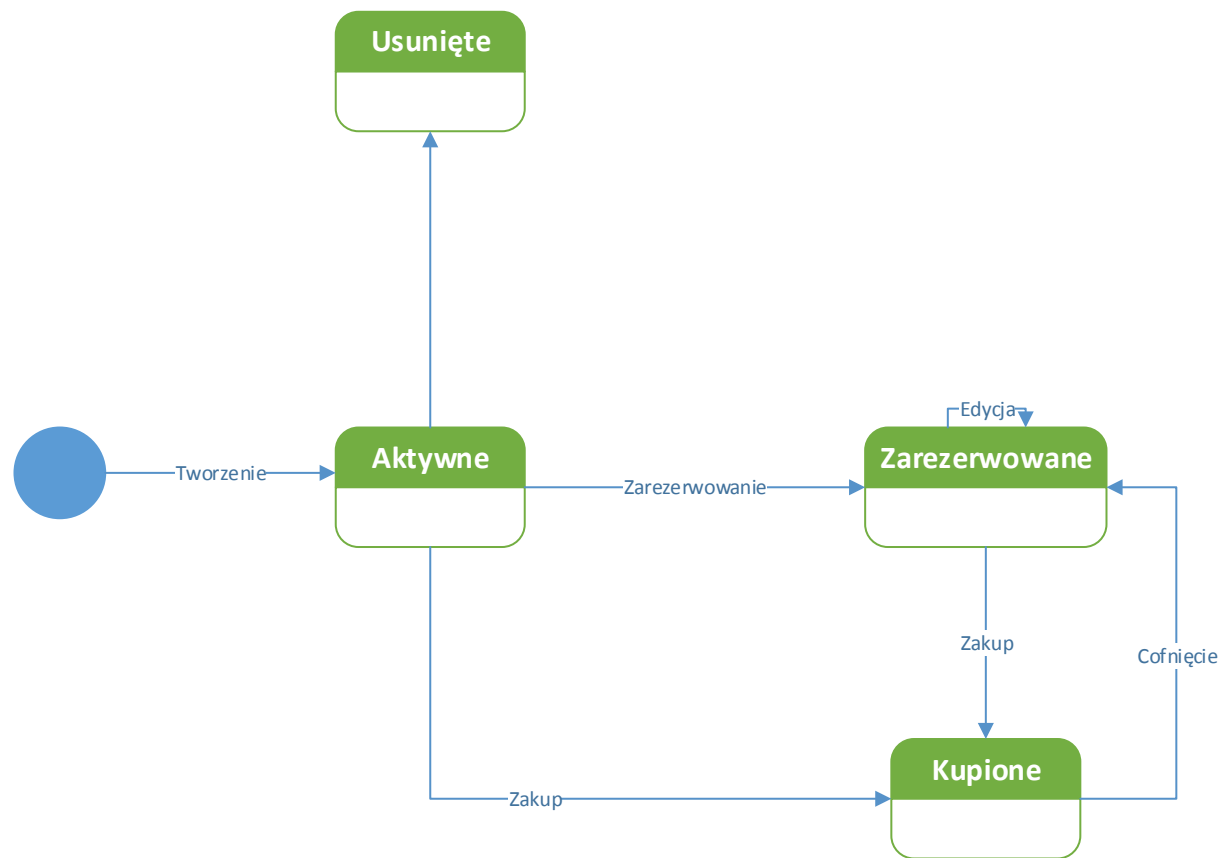 Usunięte
Edycja
Aktywne
Zarezerwowane
Tworzenie
Zarezerwowanie
Zakup
Cofnięcie
Kupione
Zakup